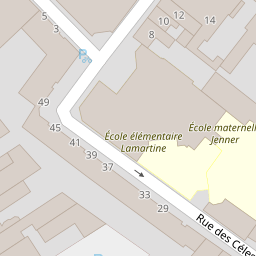 5
3
14
12
10
8
49
45
41
39
37
33
29
École élémentaire
Lamartine
École maternell
Jenner
Rue des Céles